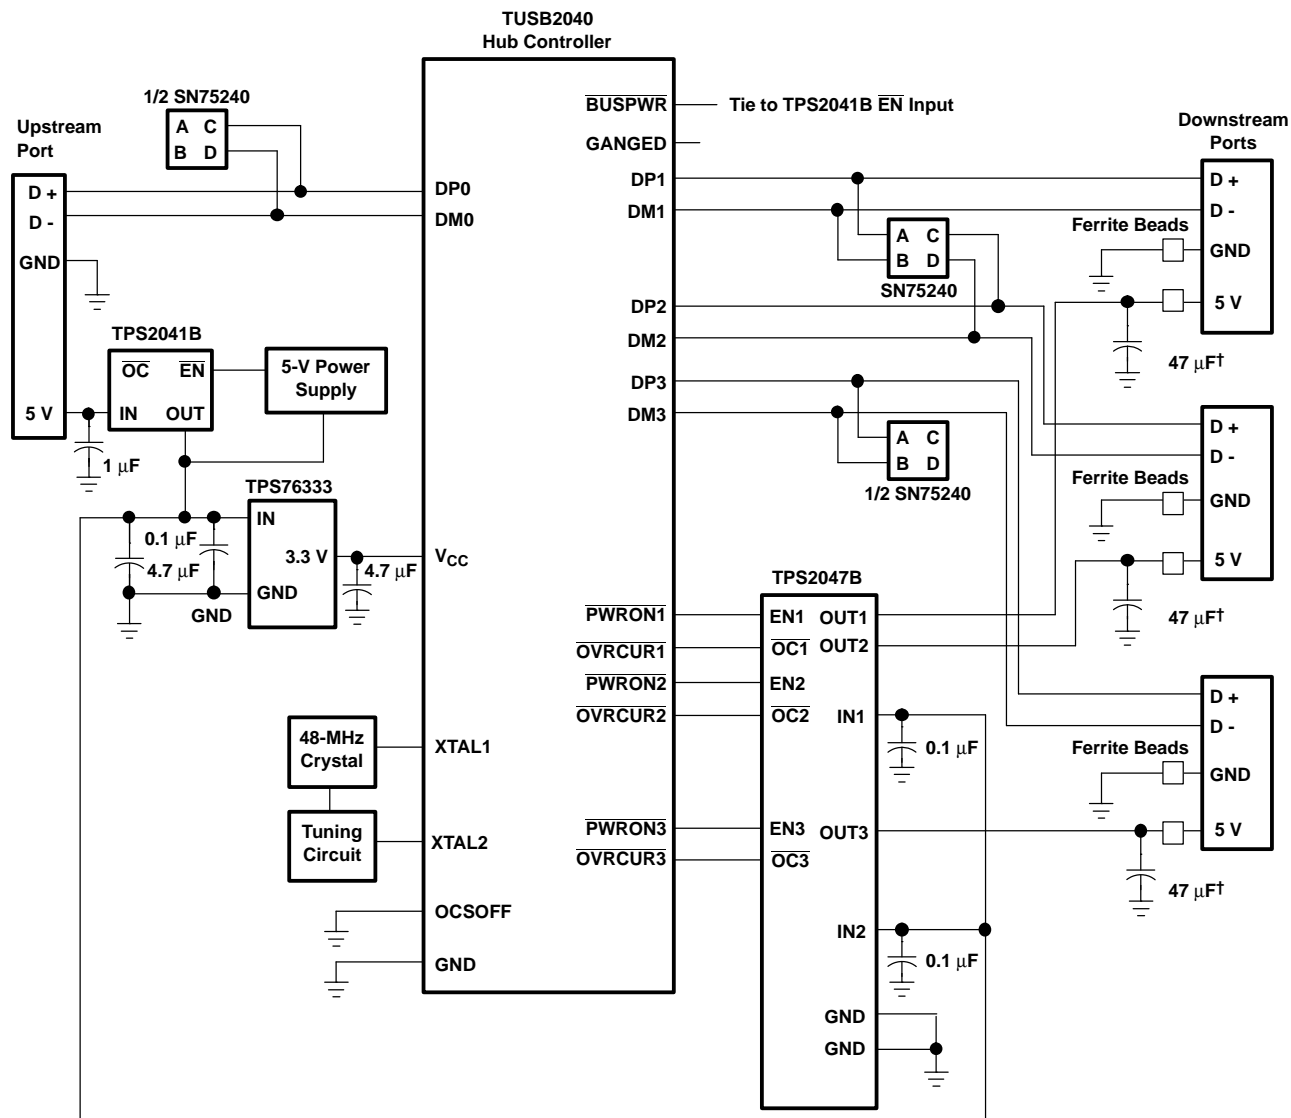 TUSB2040
Hub Controller
1/2 SN75240
A C
B D
Upstream
Port
D +
D -
GND
5 V
DP0
DM0
BUSPWR
Tie to TPS2041B EN Input
GANGED
DP1
DM1
A C
B D
SN75240
DP2
DM2
DP3
DM3
A C
B D
1/2 SN75240
Downstream
Ports
D +
D -
Ferrite Beads
GND
5 V
47 µF†
D +
D -
Ferrite Beads
GND
5 V
47 µF†
D +
D -
Ferrite Beads
GND
5 V
47 µF†
TPS2041B
OC EN
IN OUT
5-V Power
Supply
1 µF
TPS76333
IN
3.3 V
GND
0.1 µF
4.7 µF
GND
4.7 µF
VCC
PWRON1
OVRCUR1
PWRON2
OVRCUR2
PWRON3
OVRCUR3
TPS2047B
EN1 OUT1
OC1 OUT2
EN2
OC2 IN1
0.1 µF
EN3 OUT3
OC3
IN2
0.1 µF
GND
GND
48-MHz
Crystal
XTAL1
Tuning
Circuit
XTAL2
OCSOFF
GND